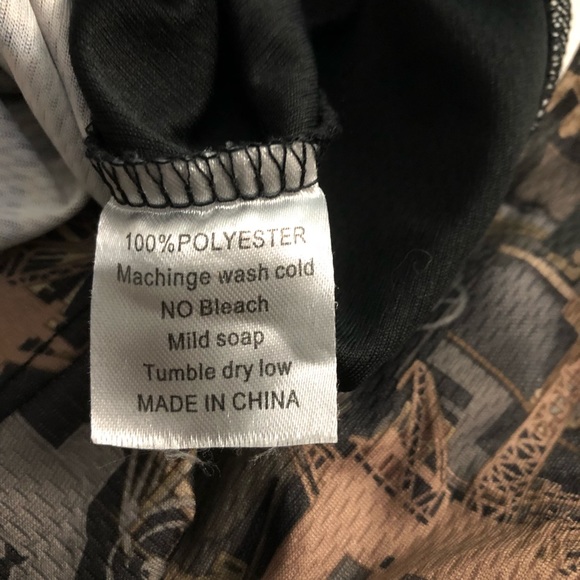 100%POLYESTER
Machinge wash cold
NO Bleach
Mild soap
Tumble dry low
MADE IN CHINA